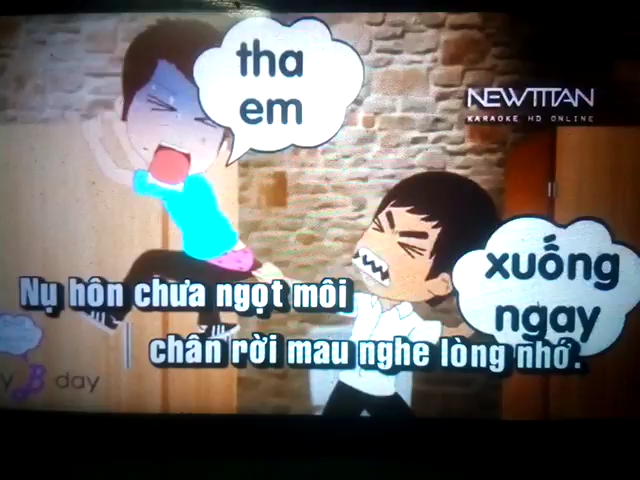 tha
em
NEWTITAN
KARAOKE HD ONLINE
xuống
ngay
Nụ hôn chưa ngọt môi
chân rời mau nghe lòng nhớ.
y B day